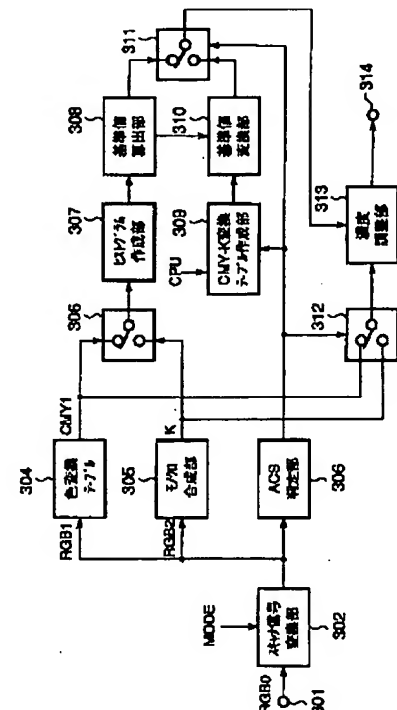 RGB0
301
MODE
スキャナ信号
変換部
302
RGB1
RGB2
304
色変換
テーブル
CMY1
305
モノクロ
合成部
K
ACS
判定部
306
306
307
ヒストグラム
作成部
308
基準値
算出部
CPU
309
CMY-K変換
テーブル作成部
310
基準値
変換部
311
312
313
濃度
調整部
314